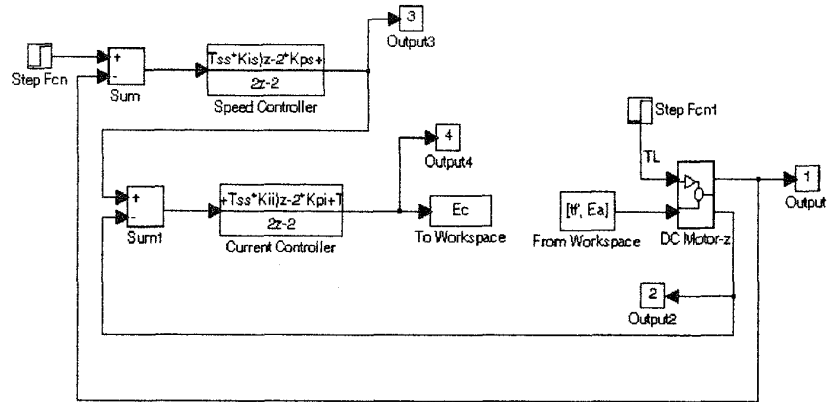 3
Output3
Step Fcn
+
-
Sum
Tss*Kis)z-2*Kps+
2z-2
Speed Controller
Step Fcn1
4
Output4
TL
+
-
Sum1
+Tss*Kii)z-2*Kpi+T
2z-2
Current Controller
Ec
To Workspace
[tf, Ea]
From Workspace
DC Motor-z
1
Output
2
Output2